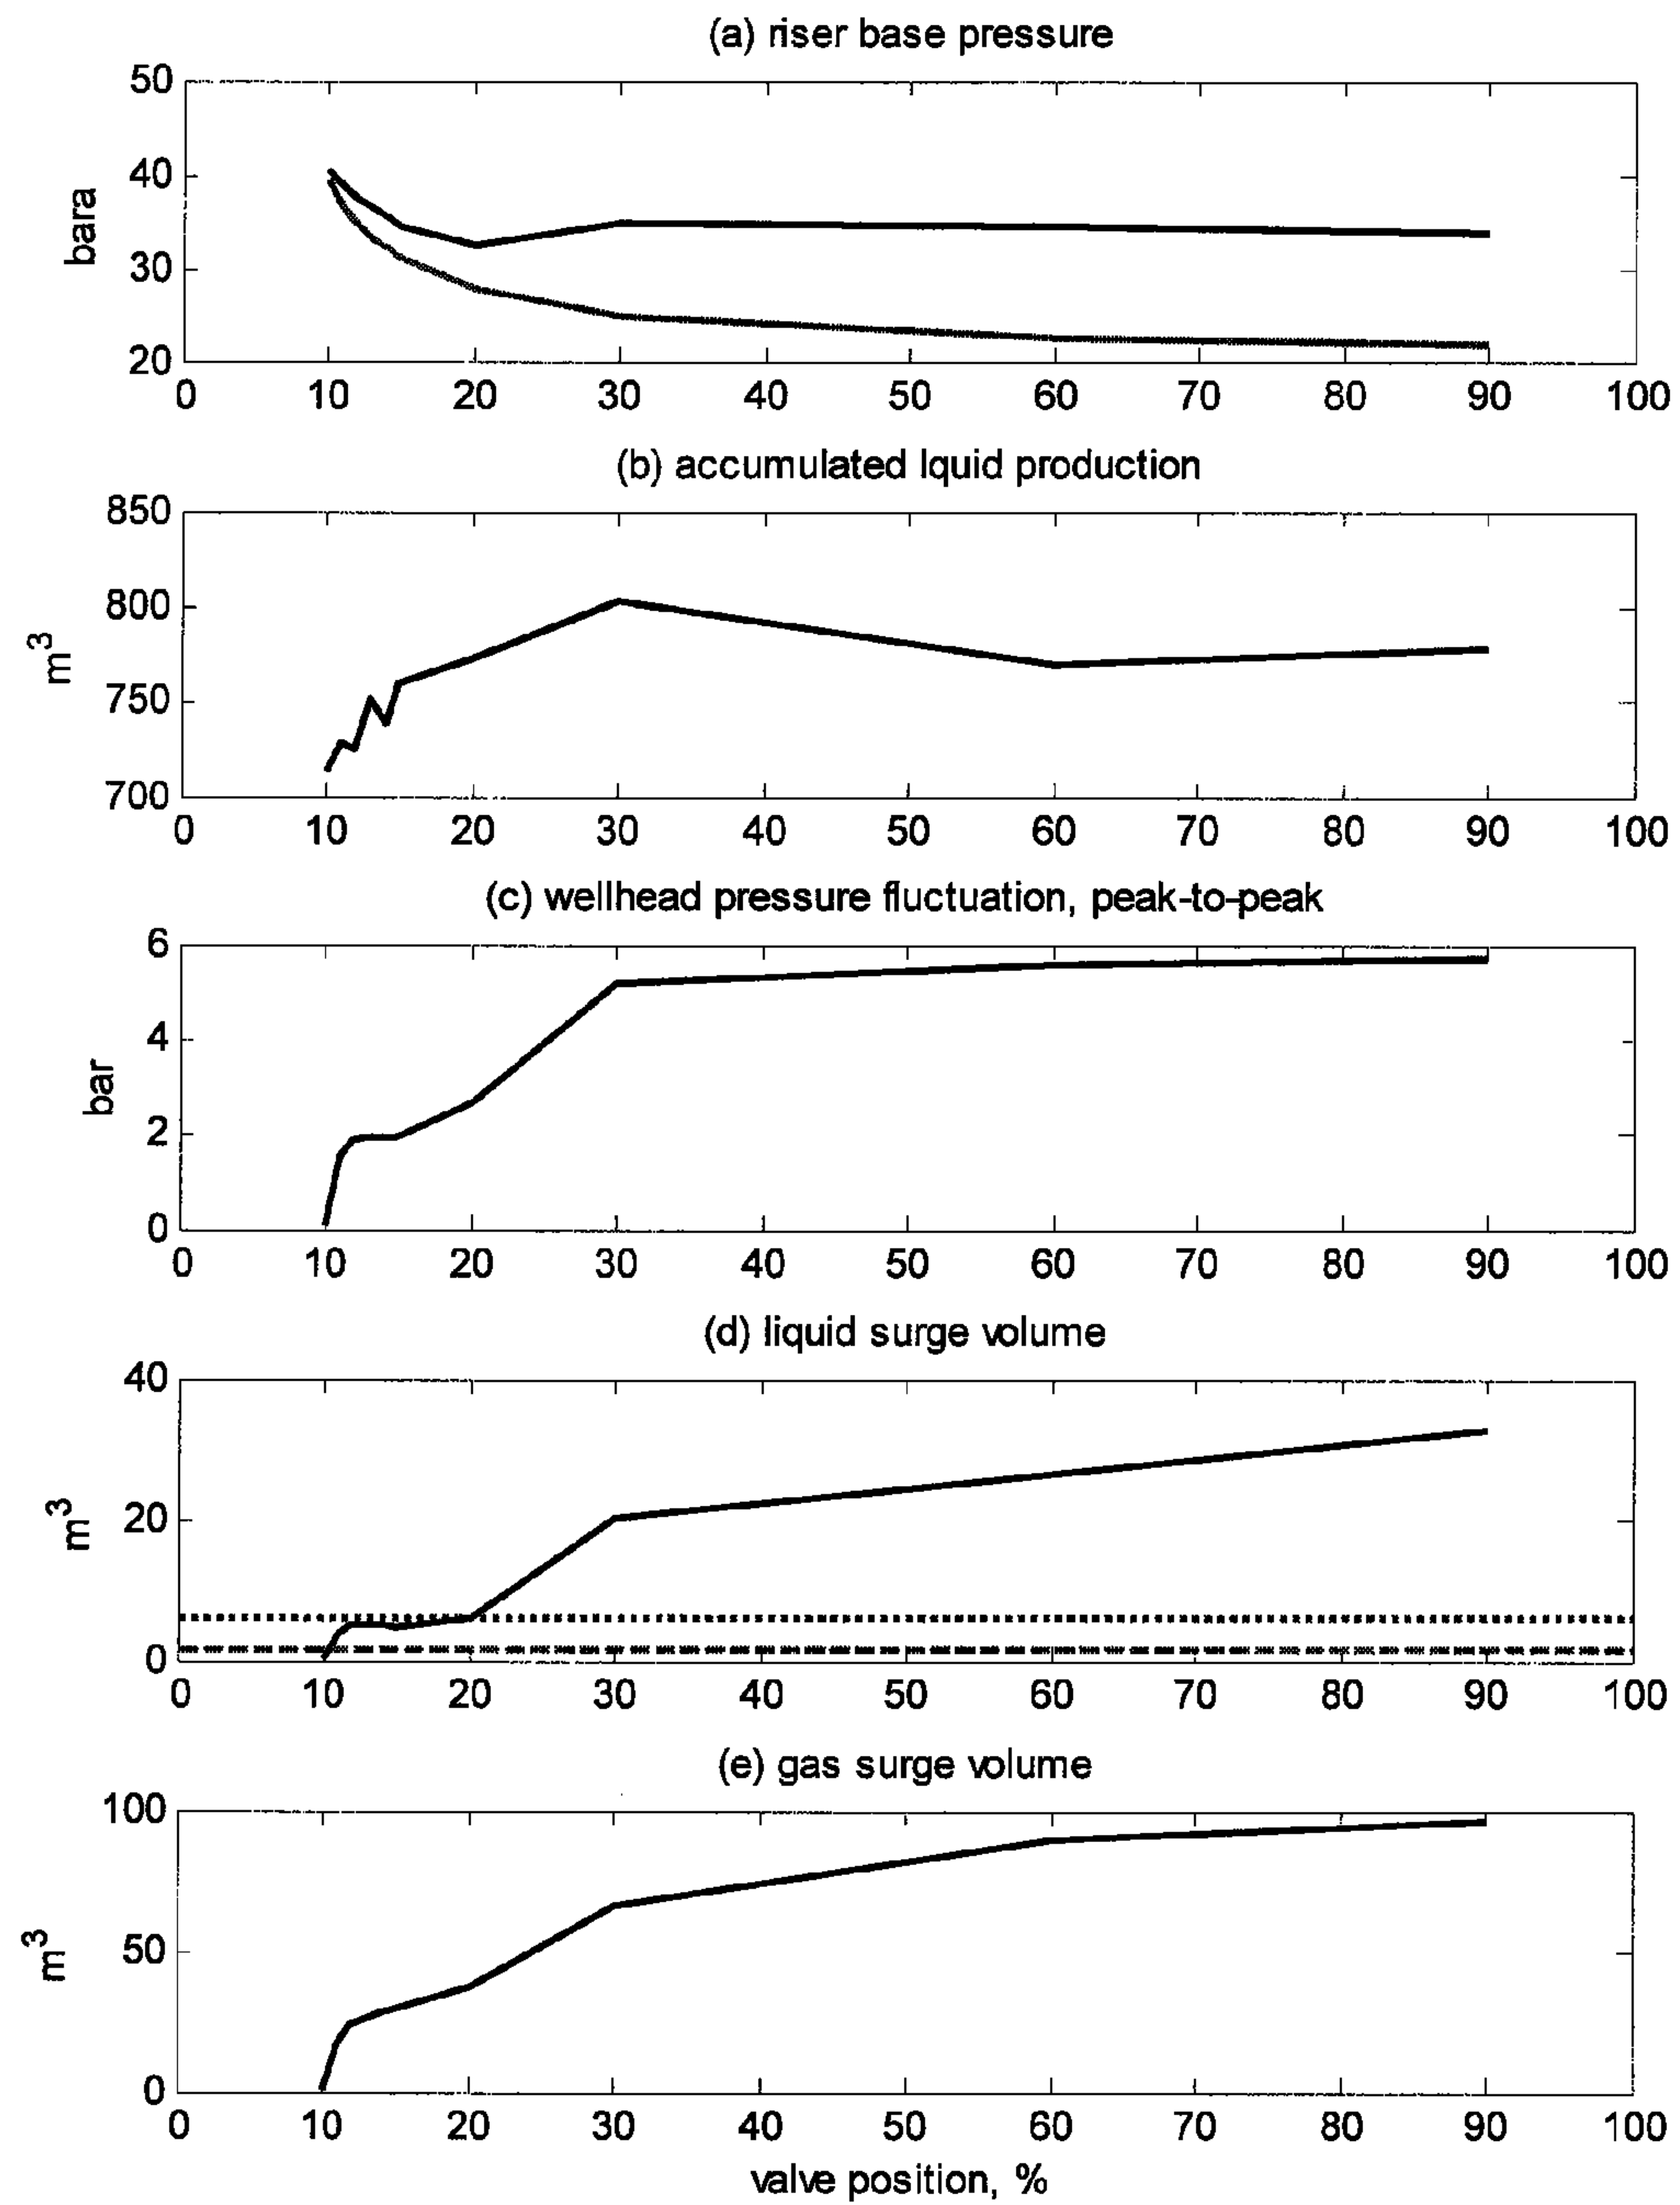 (a) riser base pressure
50
40
30
20
bara
0 10 20 30 40 50 60 70 80 90 100
(b) accumulated lquid production
850
800
750
700
m³
0 10 20 30 40 50 60 70 80 90 100
(c) wellhead pressure fluctuation, peak-to-peak
6
4
2
0
bar
0 10 20 30 40 50 60 70 80 90 100
(d) liquid surge volume
40
20
0
m³
0 10 20 30 40 50 60 70 80 90 100
(e) gas surge volume
100
50
0
m³
0 10 20 30 40 50 60 70 80 90 100
valve position, %